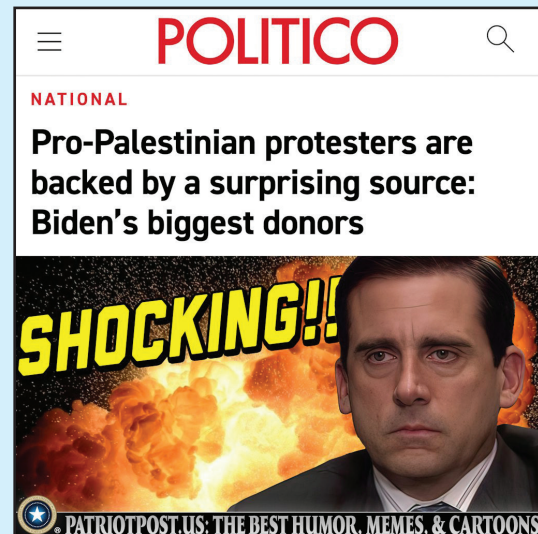 POLITICO
NATIONAL
Pro-Palestinian protesters are
backed by a surprising source:
Biden's biggest donors
SHOCKING!!
PATRIOTPOST.US: THE BEST HUMOR, MEMES, & CARTOONS